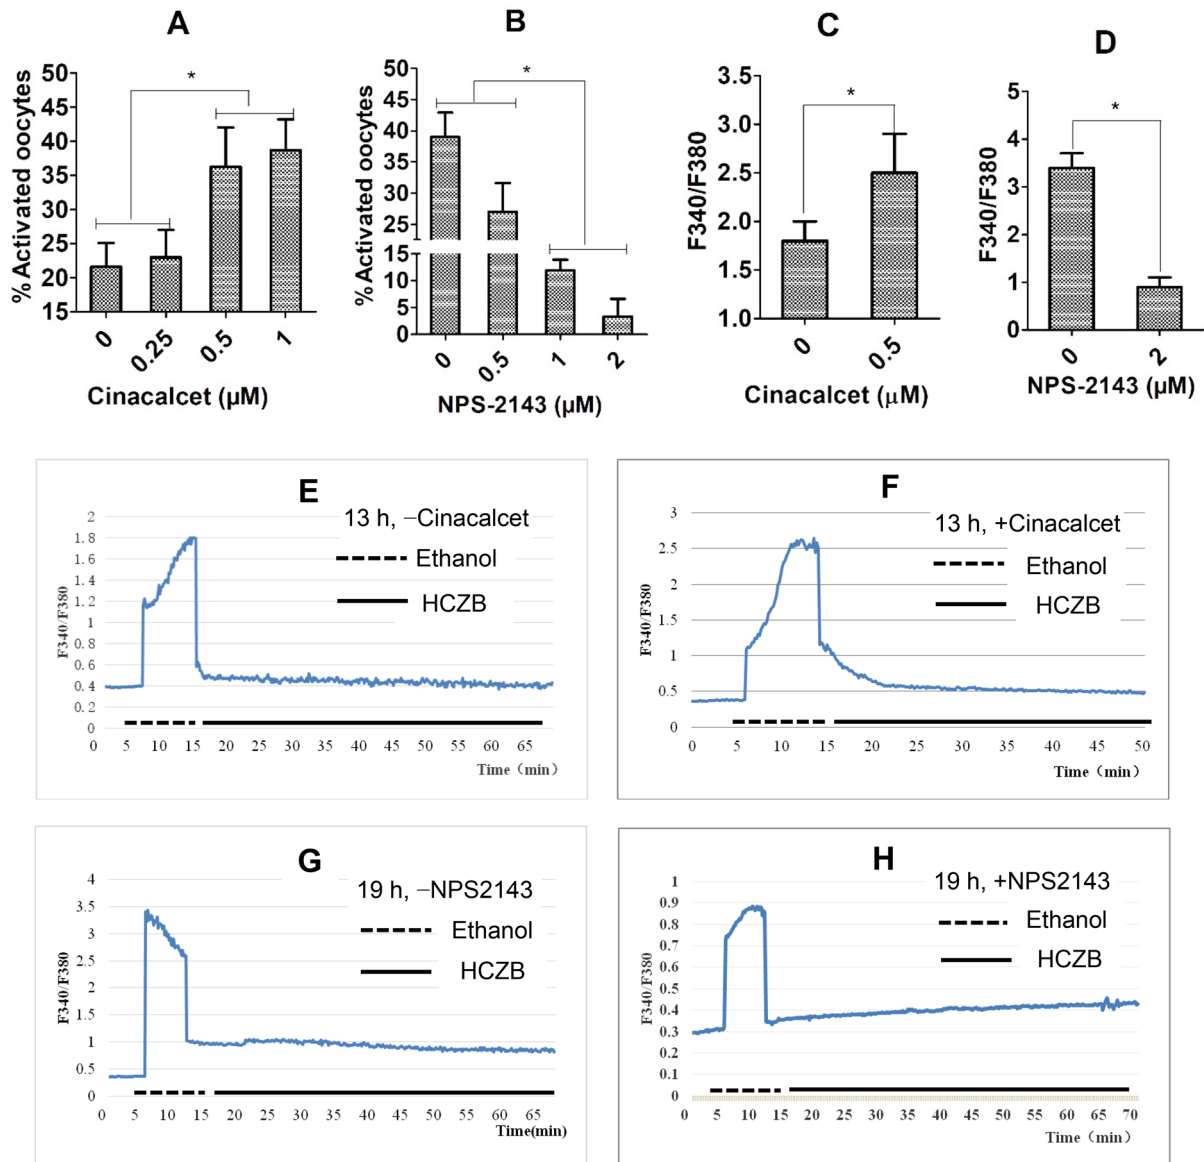 A
% Activated oocytes
50
45
40
35
30
25
20
15
*
0
0.25
0.5
1
Cinacalcet (μM)
B
% Activated oocytes
50
45
40
35
30
25
15
10
5
0
*
0
0.5
1
2
NPS-2143 (μM)
C
F340/F380
3.5
3.0
2.5
2.0
1.5
1.0
*
0
0.5
Cinacalcet (μM)
D
F340/F380
5
4
3
2
1
0
*
0
2
NPS-2143 (μM)
E
13 h, −Cinacalcet
Ethanol
HCZB
F340/F380
2
1.8
1.6
1.4
1.2
1
0.8
0.6
0.4
0. 2
0
0 5 10 15 20 25 30 35 40 45 50 55 60 65
Time（min）
F
13 h, +Cinacalcet
Ethanol
HCZB
F340/F380
3
2.5
2
1.5
1
0.5
0
0 5 10 15 20 25 30 35 40 45 50
Time（min）
G
19 h, −NPS2143
Ethanol
HCZB
F340/F380
4
3.5
3
2.5
2
1.5
1
0.5
0
0 5 10 15 20 25 30 35 40 45 50 55 60 65
Time(min)
H
19 h, +NPS2143
Ethanol
HCZB
F340/F380
1
0.9
0.8
0.7
0.6
0.5
0.4
0.3
0.2
0.1
0
0 5 10 15 20 25 30 35 40 45 50 55 60 65 70
Time（min）